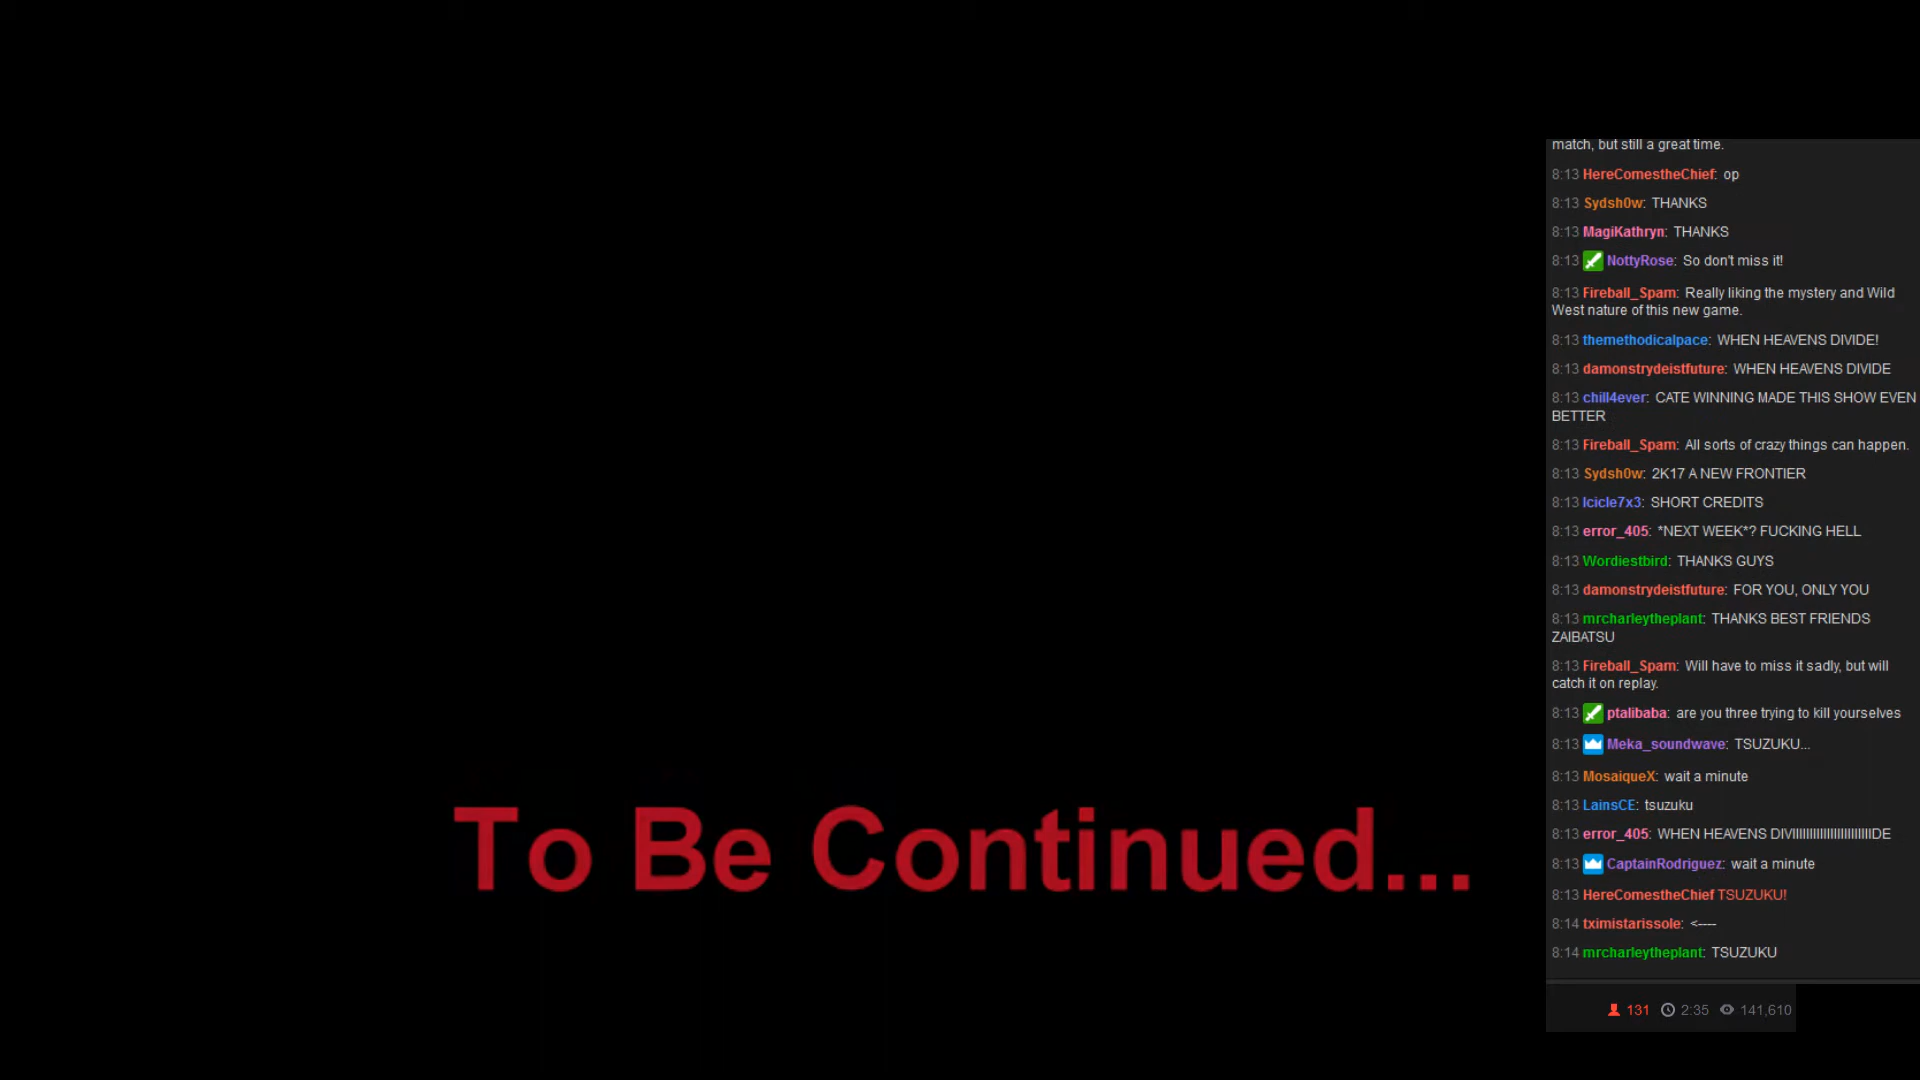 match, but still a great time.
8:13 HereComestheChief: op
8:13 Sydsh0w: THANKS
8:13 MagiKathryn: THANKS
8:13 NottyRose: So don't miss it!
8:13 Fireball_Spam: Really liking the mystery and Wild
West nature of this new game.
8:13 themethodicalpace: WHEN HEAVENS DIVIDE!
8:13 damonstrydeistfuture: WHEN HEAVENS DIVIDE
8:13 chill4ever: CATE WINNING MADE THIS SHOW EVEN
BETTER
8:13 Fireball_Spam: All sorts of crazy things can happen.
8:13 Sydsh0w: 2K17 A NEW FRONTIER
8:13 Icicle7x3: SHORT CREDITS
8:13 error_405: *NEXT WEEK*? FUCKING HELL
8:13 Wordiestbird: THANKS GUYS
8:13 damonstrydeistfuture: FOR YOU, ONLY YOU
8:13 mrcharleytheplant: THANKS BEST FRIENDS
ZAIBATSU
8:13 Fireball_Spam: Will have to miss it sadly, but will
catch it on replay.
8:13 ptalibaba: are you three trying to kill yourselves
8:13 Meka_soundwave: TSUZUKU...
8:13 MosaiqueX: wait a minute
8:13 LainsCE: tsuzuku
8:13 error_405: WHEN HEAVENS DIVIIIIIIIIIIIIIIIIIIIIIIIDE
8:13 CaptainRodriguez: wait a minute
8:13 HereComestheChief TSUZUKU!
8:14 tximistarissole: <----
8:14 mrcharleytheplant: TSUZUKU
131 2:35 141,610
To Be Continued...